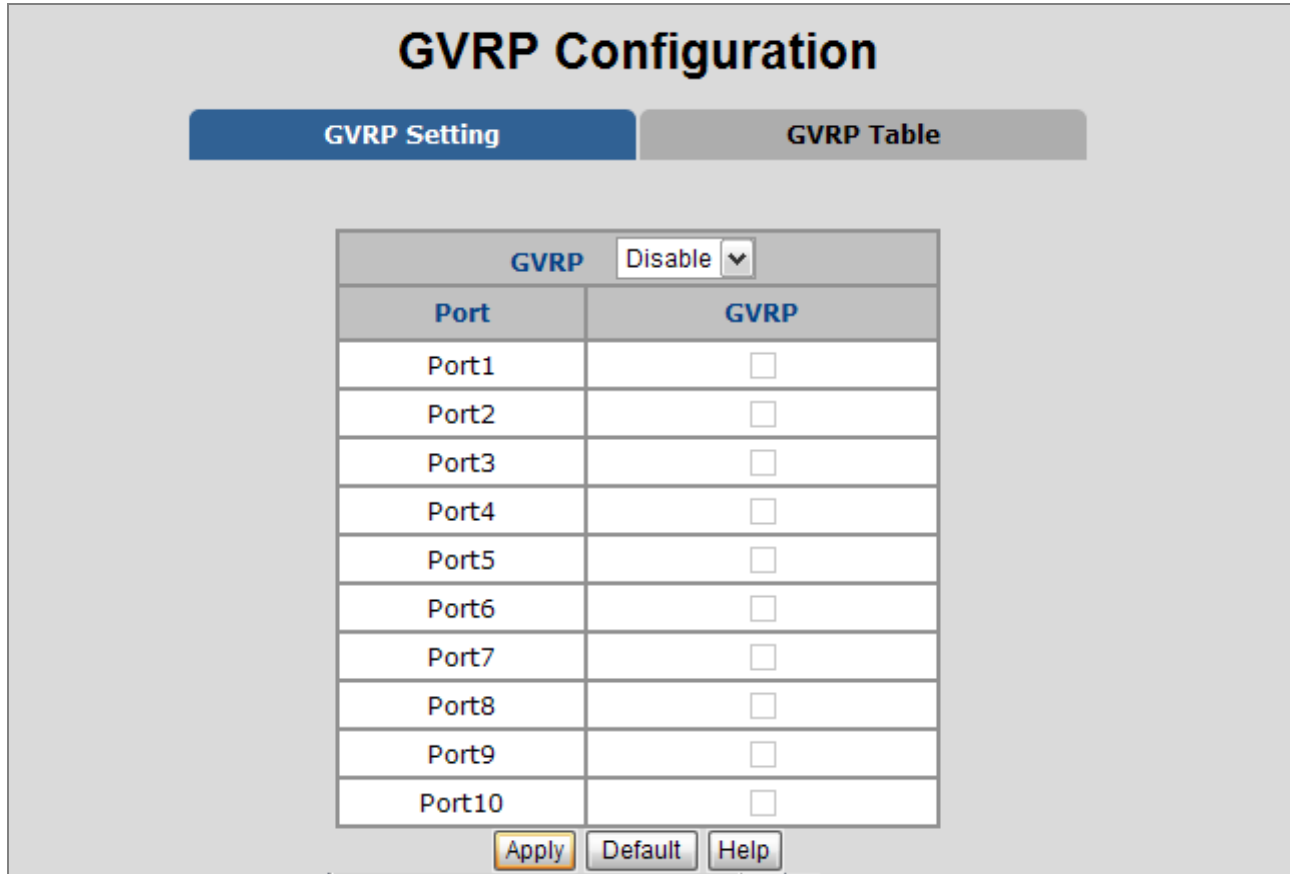 GVRP Configuration
GVRP Setting GVRP Table
GVRP Disable
Port GVRP
Port1
Port2
Port3
Port4
Port5
Port6
Port7
Port8
Port9
Port10
Apply Default Help